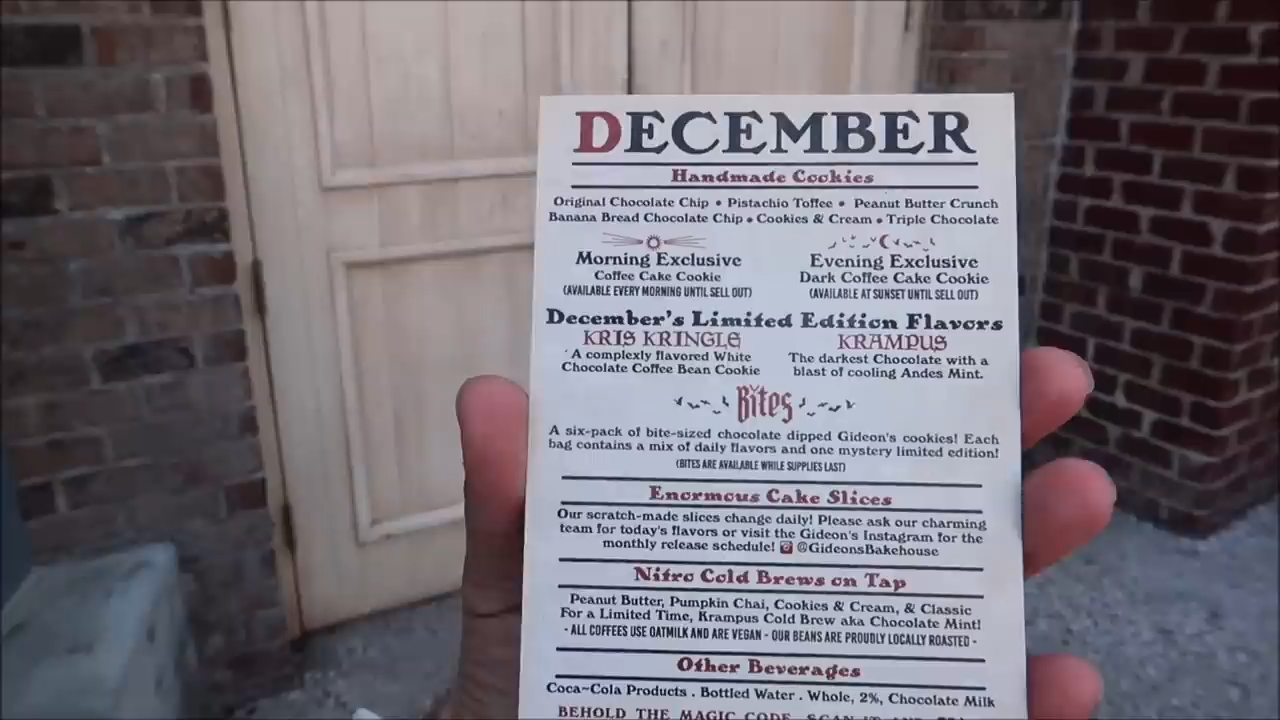 DECEMBER
Handmade Cookies
Original Chocolate Chip • Pistachio Toffee • Peanut Butter Crunch
Banana Bread Chocolate Chip • Cookies & Cream • Triple Chocolate
Morning Exclusive
Coffee Cake Cookie
(AVAILABLE EVERY MORNING UNTIL SELL OUT)
Evening Exclusive
Dark Coffee Cake Cookie
(AVAILABLE AT SUNSET UNTIL SELL OUT)
December's Limited Edition Flavors
KRIS KRINGLE
A complexly flavored White
Chocolate Coffee Bean Cookie
KRAMPUS
The darkest Chocolate with a
blast of cooling Andes Mint.
Bites
A six-pack of bite-sized chocolate dipped Gideon's cookies! Each
bag contains a mix of daily flavors and one mystery limited edition!
(BITES ARE AVAILABLE WHILE SUPPLIES LAST)
Enormous Cake Slices
Our scratch-made slices change daily! Please ask our charming
team for today's flavors or visit the Gideon's Instagram for the
monthly release schedule! @GideonsBakehouse
Nitro Cold Brews on Tap
Peanut Butter, Pumpkin Chai, Cookies & Cream, & Classic
For a Limited Time, Krampus Cold Brew aka Chocolate Mint!
- ALL COFFEES USE OATMILK AND ARE VEGAN - OUR BEANS ARE PROUDLY LOCALLY ROASTED -
Other Beverages
Coca~Cola Products . Bottled Water . Whole, 2%, Chocolate Milk
BEHOLD THE MAGIC CODE, SCAN IT AND